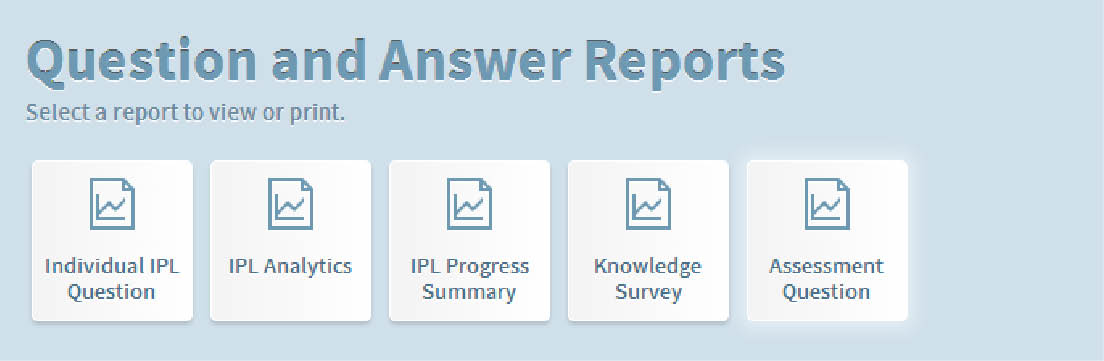 Question and Answer Reports
Select a report to view or print.
Individual IPL
Question
IPL Analytics
IPL Progress
Summary
Knowledge
Survey
Assessment
Question